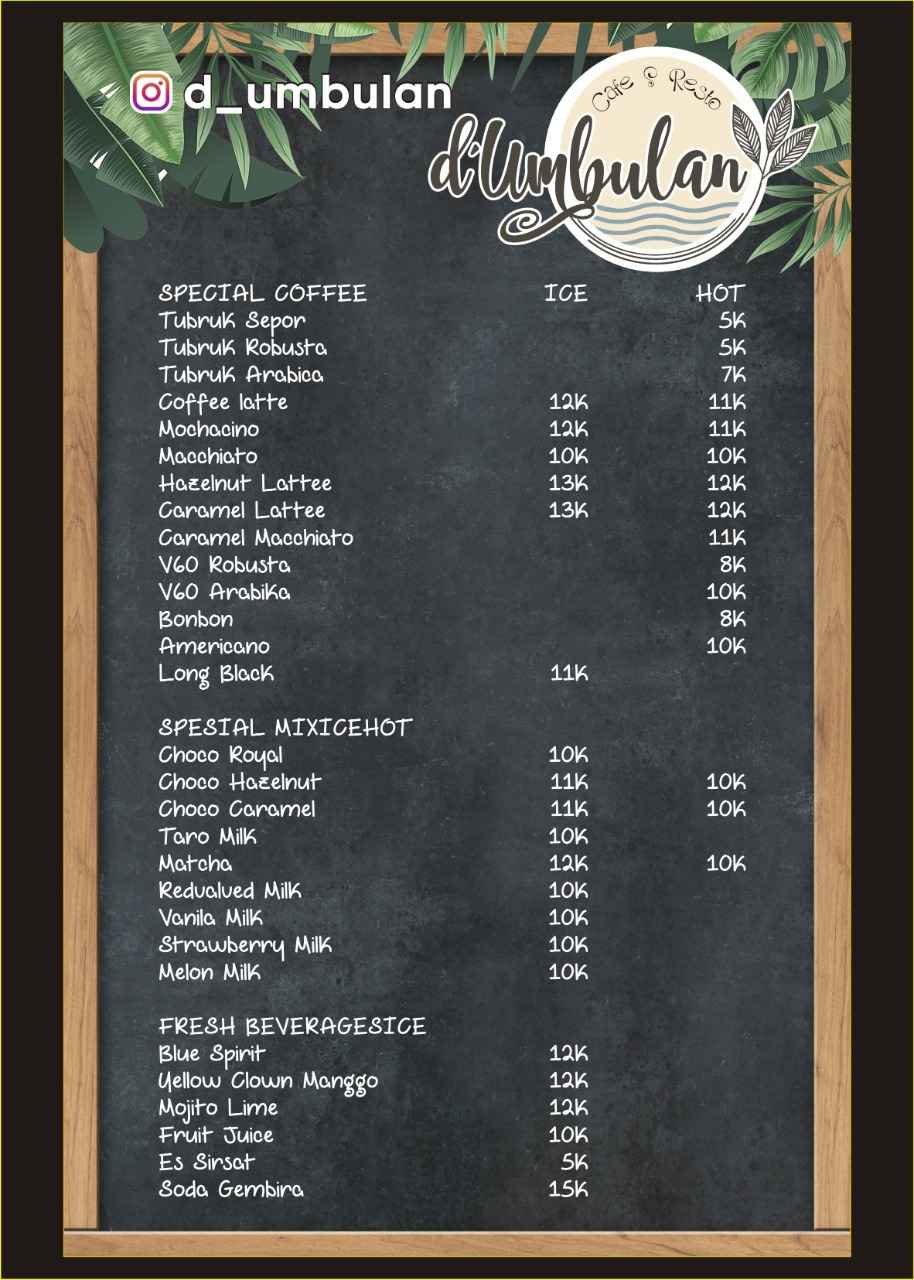 d_umbulan
Cafe & Resto
d'Umbulan
SPECIAL COFFEE ICE HOT
Tubruk Sepor 5K
Tubruk Robusta 5K
Tubruk Arabica 7K
Coffee latte 12K 11K
Mochacino 12K 11K
Macchiato 10K 10K
Hazelnut Lattee 13K 12K
Caramel Lattee 13K 12K
Caramel Macchiato 11K
V60 Robusta 8K
V60 Arabika 10K
Bonbon 8K
Americano 10K
Long Black 11K
SPESIAL MIXICEHOT
Choco Royal 10K
Choco Hazelnut 11K 10K
Choco Caramel 11K 10K
Taro Milk 10K
Matcha 12K 10K
Redvalved Milk 10K
Vanila Milk 10K
Strawberry Milk 10K
Melon Milk 10K
FRESH BEVERAGESICE
Blue Spirit 12K
Yellow Clown Manggo 12K
Mojito Lime 12K
Fruit Juice 10K
Es Sirsat 5K
Soda Gembira 15K